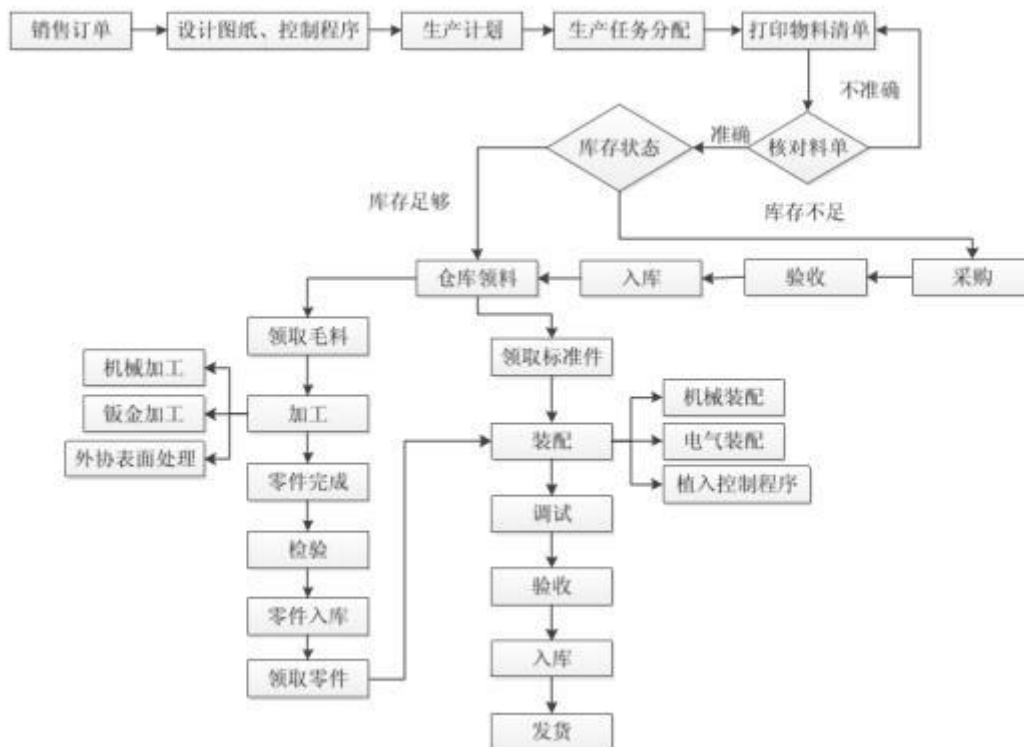 销售订单
设计图纸、控制程序
生产计划
生产任务分配
打印物料清单
不准确
库存状态
准确
核对料单
库存足够
库存不足
仓库领料
入库
验收
采购
领取毛料
领取标准件
机械加工
钣金加工
外协表面处理
加工
装配
机械装配
电气装配
植入控制程序
零件完成
调试
检验
验收
零件入库
入库
领取零件
发货